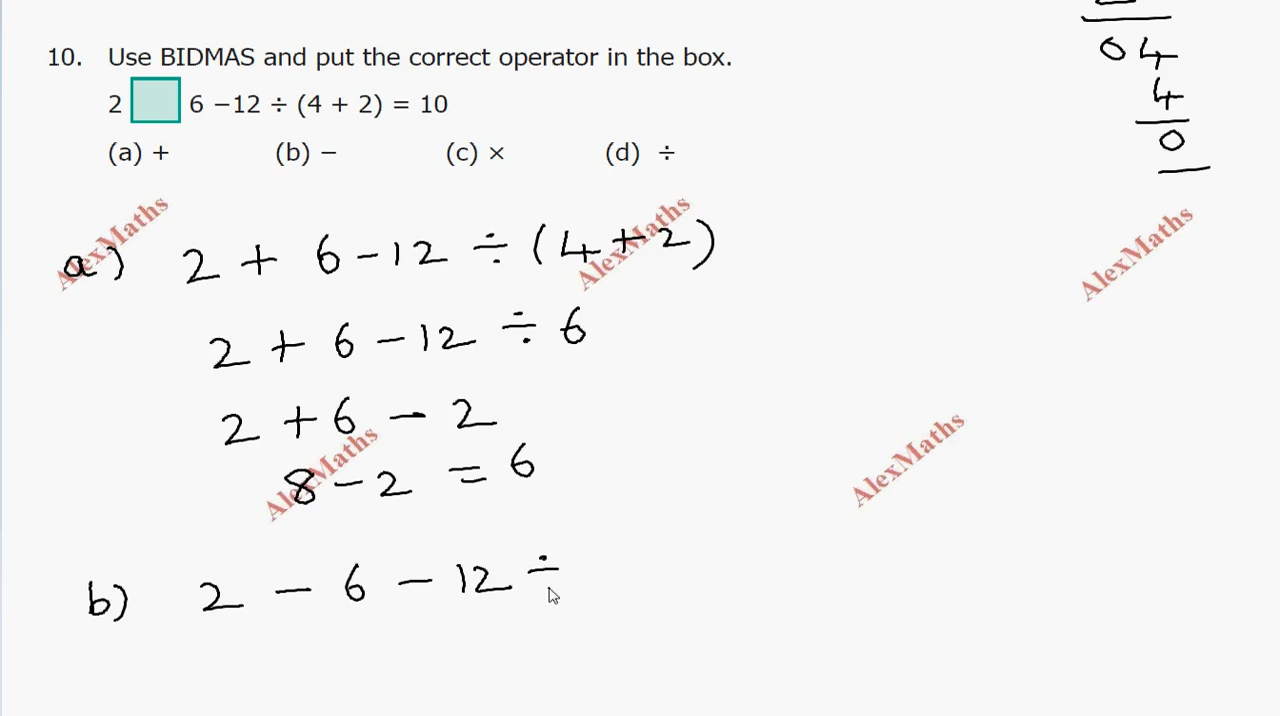 10. Use BIDMAS and put the correct operator in the box.
2 6 −12 ÷ (4 + 2) = 10
(a) + (b) − (c) × (d) ÷
04
4
0
AlexMaths AlexMaths AlexMaths
a) 2 + 6 - 12 ÷ (4 + 2)
2 + 6 - 12 ÷ 6
2 + 6 - 2
AlexMaths AlexMaths
8 - 2 = 6
b) 2 - 6 - 12 ÷